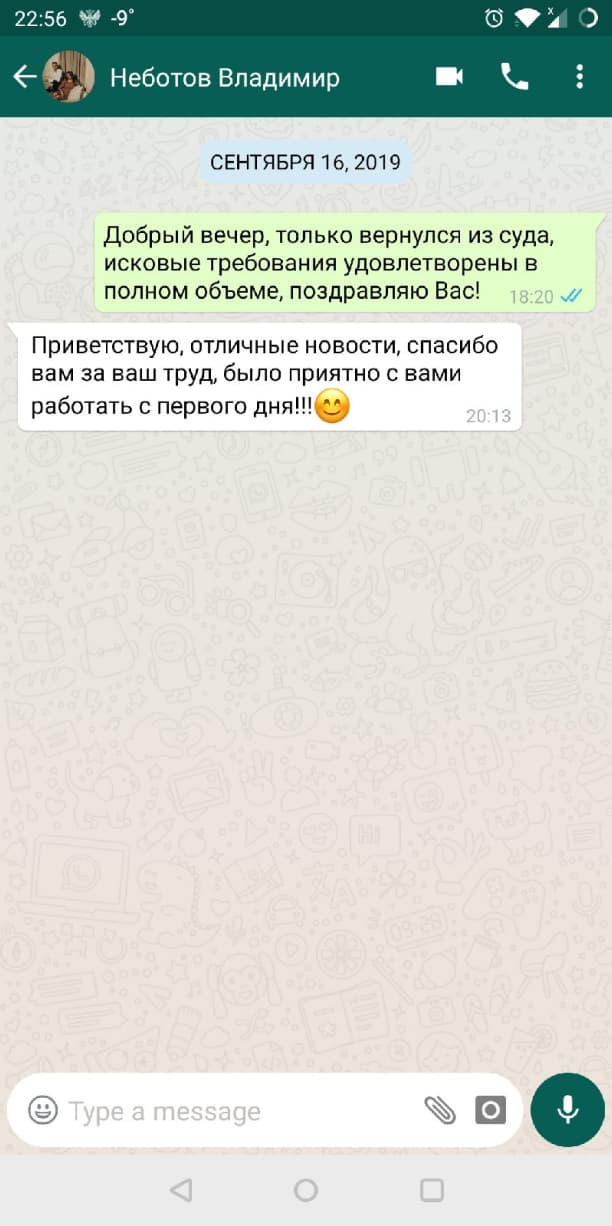 22:56 -9°
Неботов Владимир
СЕНТЯБРЯ 16, 2019
Добрый вечер, только вернулся из суда,
исковые требования удовлетворены в
полном объеме, поздравляю Вас! 18:20
Приветствую, отличные новости, спасибо
вам за ваш труд, было приятно с вами
работать с первого дня!!!😊 20:13
Type a message